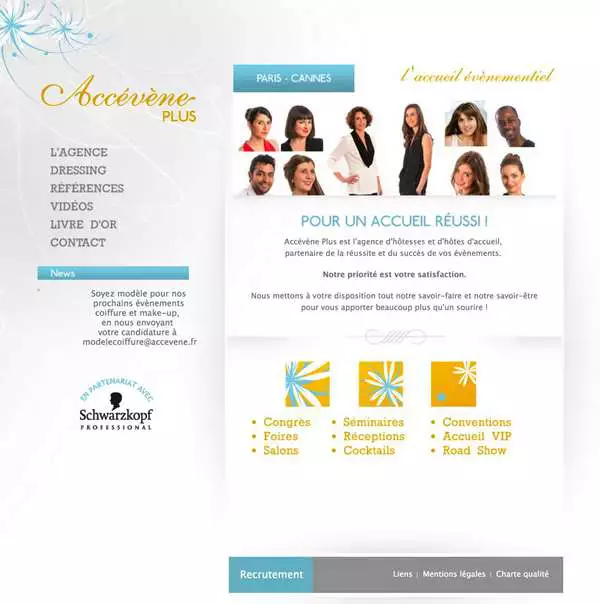 Accévène
PLUS
PARIS - CANNES
l'accueil évènementiel
L'AGENCE
DRESSING
RÉFÉRENCES
VIDÉOS
LIVRE D'OR
CONTACT
News
Soyez modèle pour nos
prochains évènements
coiffure et make-up,
en nous envoyant
votre candidature à
modelecoiffure@accevene.fr
EN PARTENARIAT AVEC
Schwarzkopf
PROFESSIONAL
POUR UN ACCUEIL RÉUSSI !
Accévène Plus est l'agence d'hôtesses et d'hôtes d'accueil,
partenaire de la réussite et du succès de vos évènements.
Notre priorité est votre satisfaction.
Nous mettons à votre disposition tout notre savoir-faire et notre savoir-être
pour vous apporter beaucoup plus qu'un sourire !
• Congrès
• Foires
• Salons
• Séminaires
• Réceptions
• Cocktails
• Conventions
• Accueil VIP
• Road Show
Recrutement
Liens | Mentions légales | Charte qualité